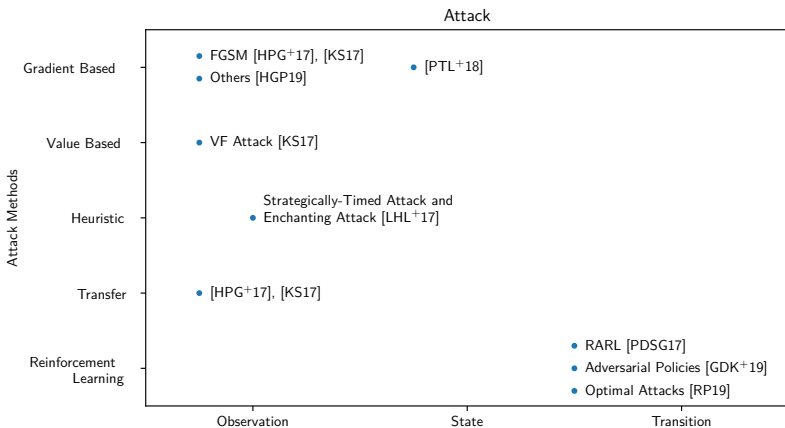 Attack
Attack Methods
Gradient Based
FGSM [HPG+17], [KS17]
Others [HGP19]
[PTL+18]
Value Based
VF Attack [KS17]
Heuristic
Strategically-Timed Attack and
Enchanting Attack [LHL+17]
Transfer
[HPG+17], [KS17]
Reinforcement
Learning
RARL [PDSG17]
Adversarial Policies [GDK+19]
Optimal Attacks [RP19]
Observation
State
Transition